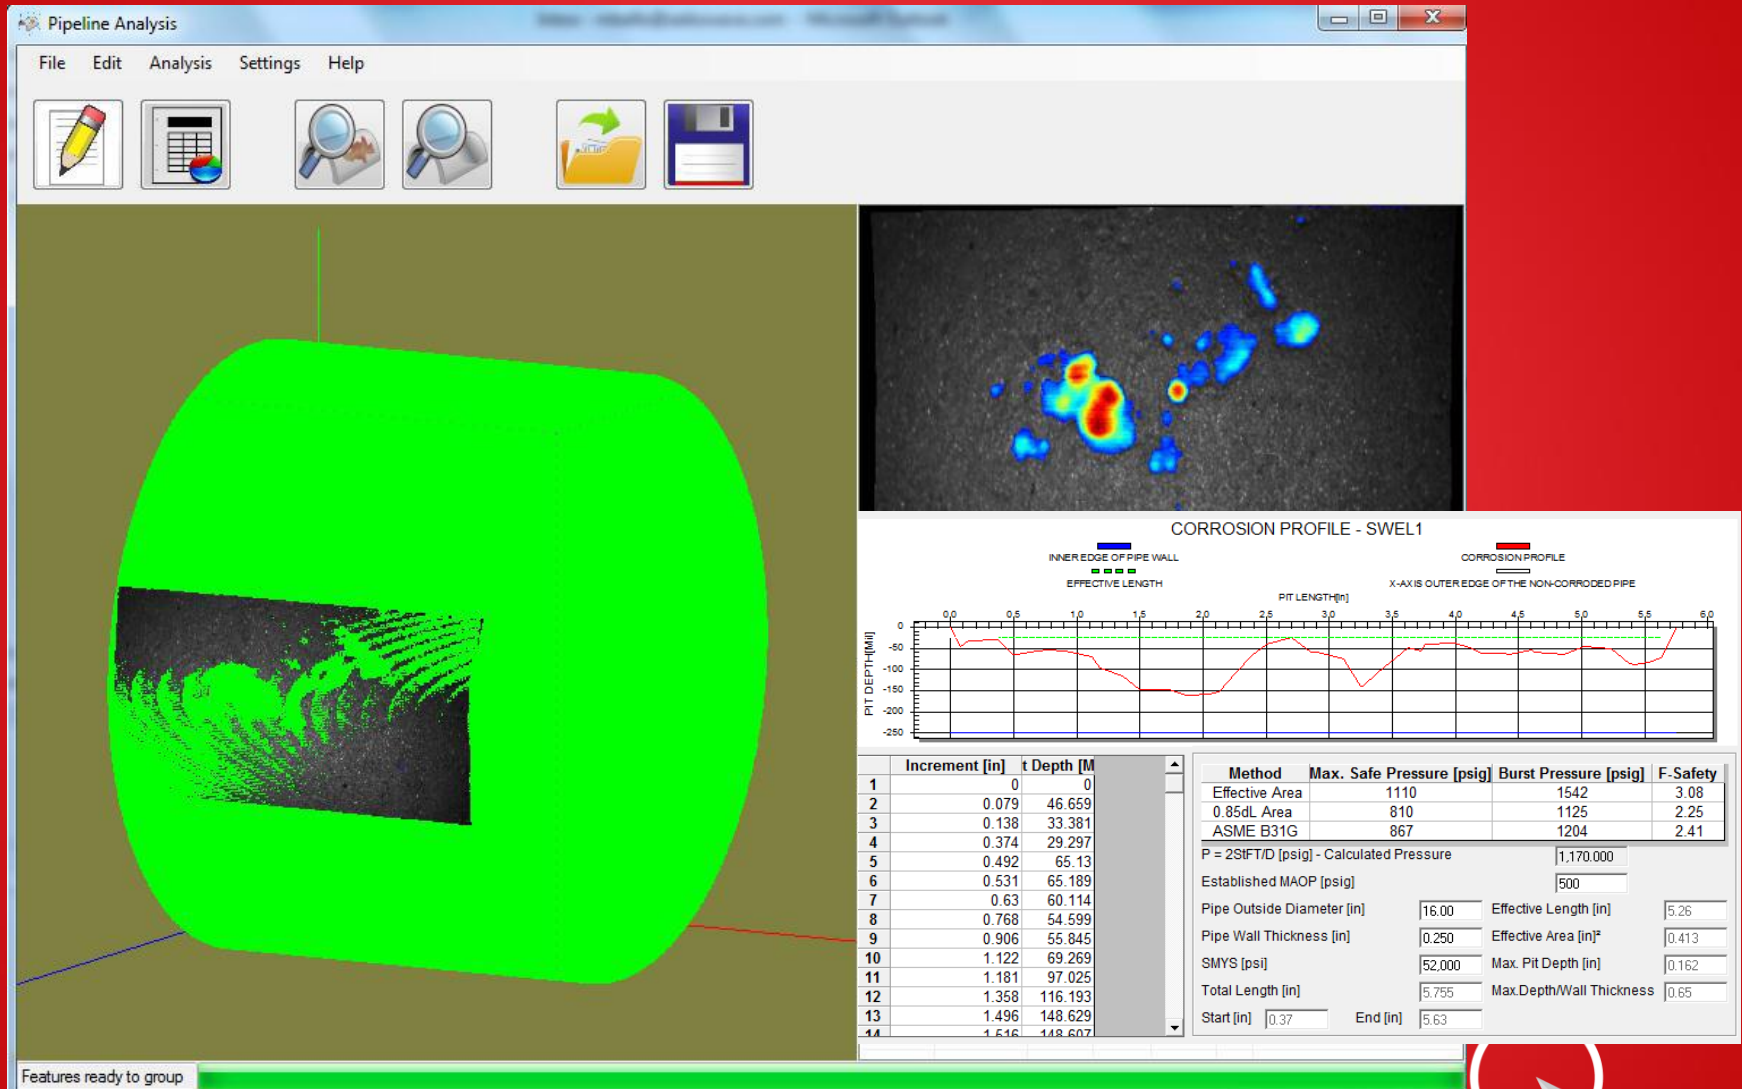 Pipeline Analysis
File Edit Analysis Settings Help
CORROSION PROFILE - SWEL1
INNER EDGE OF PIPE WALL
CORROSION PROFILE
EFFECTIVE LENGTH
X-AXIS OUTER EDGE OF THE NON-CORRODED PIPE
PIT LENGTH[In]
0,0 0,5 1,0 1,5 2,0 2,5 3,0 3,5 4,0 4,5 5,0 5,5 6,0
PIT DEPTH[Mil]
0
-50
-100
-150
-200
-250
Increment [in] t Depth [M
1 0 0
2 0.079 46.659
3 0.138 33.381
4 0.374 29.297
5 0.492 65.13
6 0.531 65.189
7 0.63 60.114
8 0.768 54.599
9 0.906 55.845
10 1.122 69.269
11 1.181 97.025
12 1.358 116.193
13 1.496 148.629
14 1.516 148.607
Method Max. Safe Pressure [psig] Burst Pressure [psig] F-Safety
Effective Area 1110 1542 3.08
0.85dL Area 810 1125 2.25
ASME B31G 867 1204 2.41
P = 2StFT/D [psig] - Calculated Pressure 1,170.000
Established MAOP [psig] 500
Pipe Outside Diameter [in] 16.00 Effective Length [in] 5.26
Pipe Wall Thickness [in] 0.250 Effective Area [in]² 0.413
SMYS [psi] 52,000 Max. Pit Depth [in] 0.162
Total Length [in] 5.755 Max.Depth/Wall Thickness 0.65
Start [in] 0.37 End [in] 5.63
Features ready to group